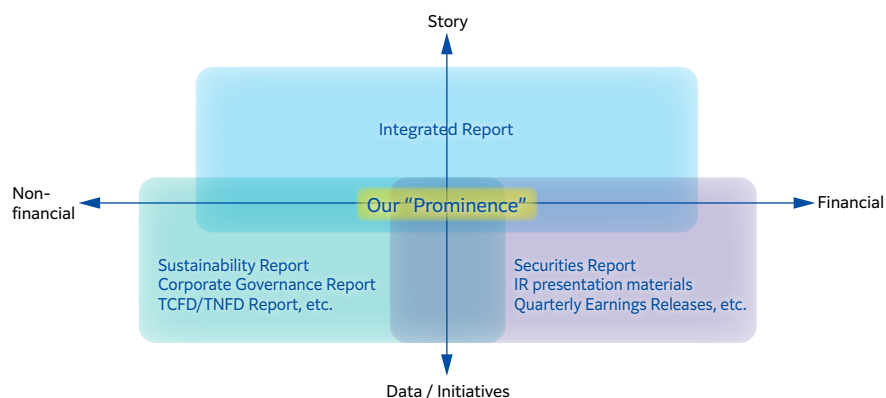 Story
Integrated Report
Non-
financial
Our “Prominence”
Financial
Sustainability Report
Corporate Governance Report
TCFD/TNFD Report, etc.
Securities Report
IR presentation materials
Quarterly Earnings Releases, etc.
Data / Initiatives